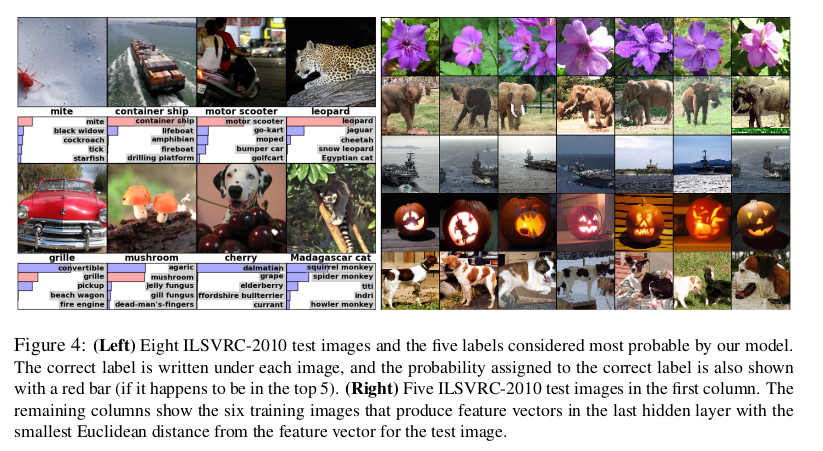 mite container ship motor scooter leopard
mite container ship motor scooter leopard
black widow lifeboat go-kart jaguar
cockroach amphibian moped cheetah
tick fireboat bumper car snow leopard
starfish drilling platform golfcart Egyptian cat
grille mushroom cherry Madagascar cat
convertible agaric dalmatian squirrel monkey
grille mushroom grape spider monkey
pickup jelly fungus elderberry titi
beach wagon gill fungus ffordshire bullterrier indri
fire engine dead-man's-fingers currant howler monkey
Figure 4: (Left) Eight ILSVRC-2010 test images and the five labels considered most probable by our model.
The correct label is written under each image, and the probability assigned to the correct label is also shown
with a red bar (if it happens to be in the top 5). (Right) Five ILSVRC-2010 test images in the first column. The
remaining columns show the six training images that produce feature vectors in the last hidden layer with the
smallest Euclidean distance from the feature vector for the test image.